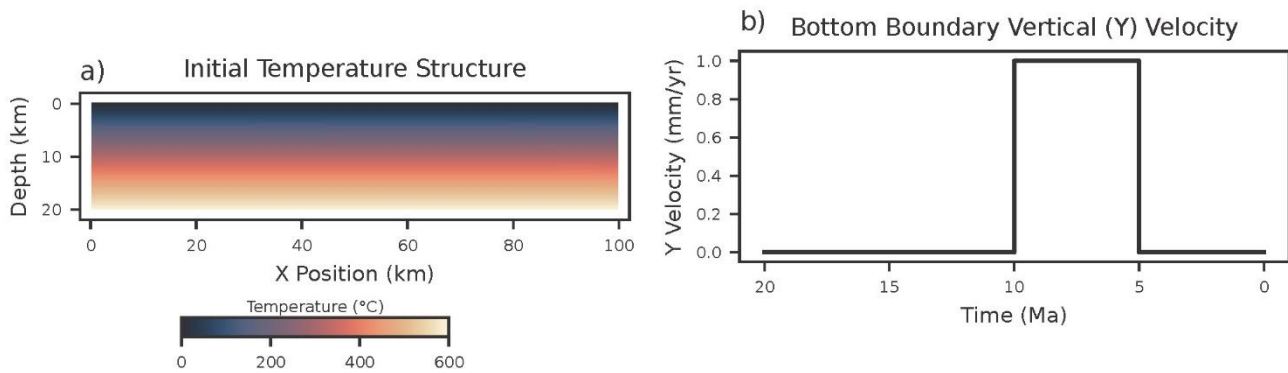 a)
Initial Temperature Structure
Depth (km)
0
10
20
0 20 40 60 80 100
X Position (km)
Temperature (°C)
0 200 400 600
b)
Bottom Boundary Vertical (Y) Velocity
Y Velocity (mm/yr)
1.0
0.8
0.6
0.4
0.2
0.0
20 15 10 5 0
Time (Ma)